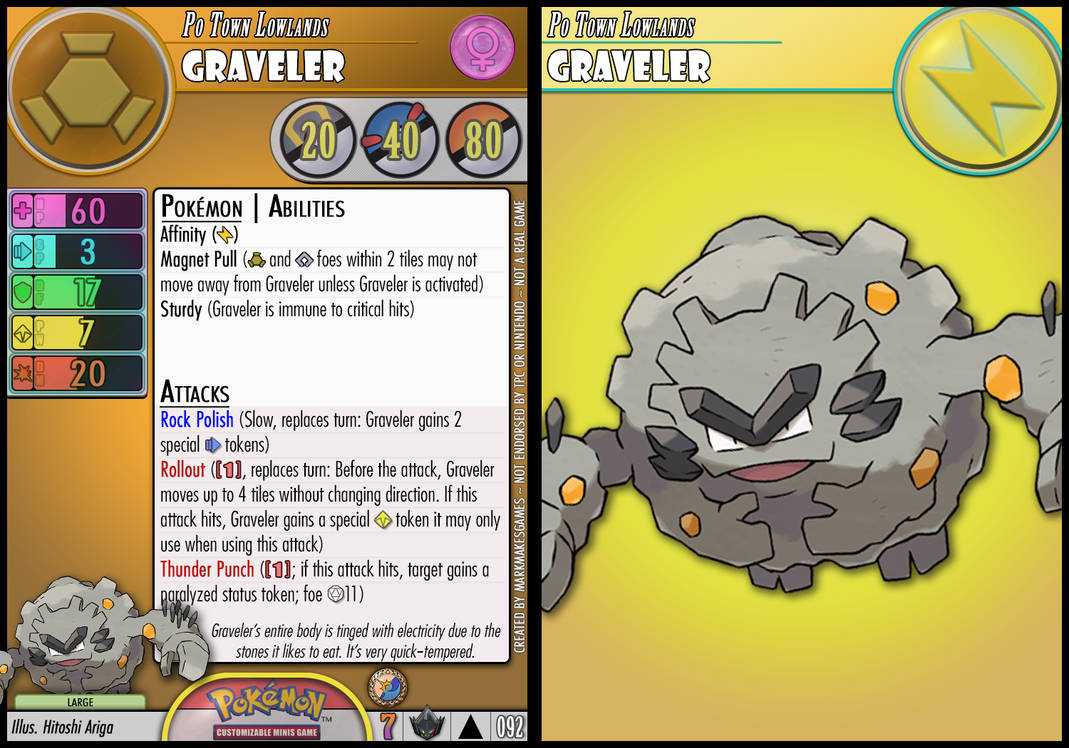 Po Town Lowlands
GRAVELER
20 40 80
HP 60
SP 3
DF 17
PW 7
DM 20
Pokémon | Abilities
Affinity ( )
Magnet Pull ( and foes within 2 tiles may not
move away from Graveler unless Graveler is activated)
Sturdy (Graveler is immune to critical hits)
Attacks
Rock Polish (Slow, replaces turn: Graveler gains 2
special tokens)
Rollout ([1], replaces turn: Before the attack, Graveler
moves up to 4 tiles without changing direction. If this
attack hits, Graveler gains a special token it may only
use when using this attack)
Thunder Punch ([1]; if this attack hits, target gains a
paralyzed status token; foe 11)
Graveler's entire body is tinged with electricity due to the
stones it likes to eat. It's very quick-tempered.
CREATED BY MARKMAKESGAMES ~ NOT ENDORSED BY TPC OR NINTENDO ~ NOT A REAL GAME
LARGE
Illus. Hitoshi Ariga
POKéMON TM
CUSTOMIZABLE MINIS GAME
7
092
Po Town Lowlands
GRAVELER